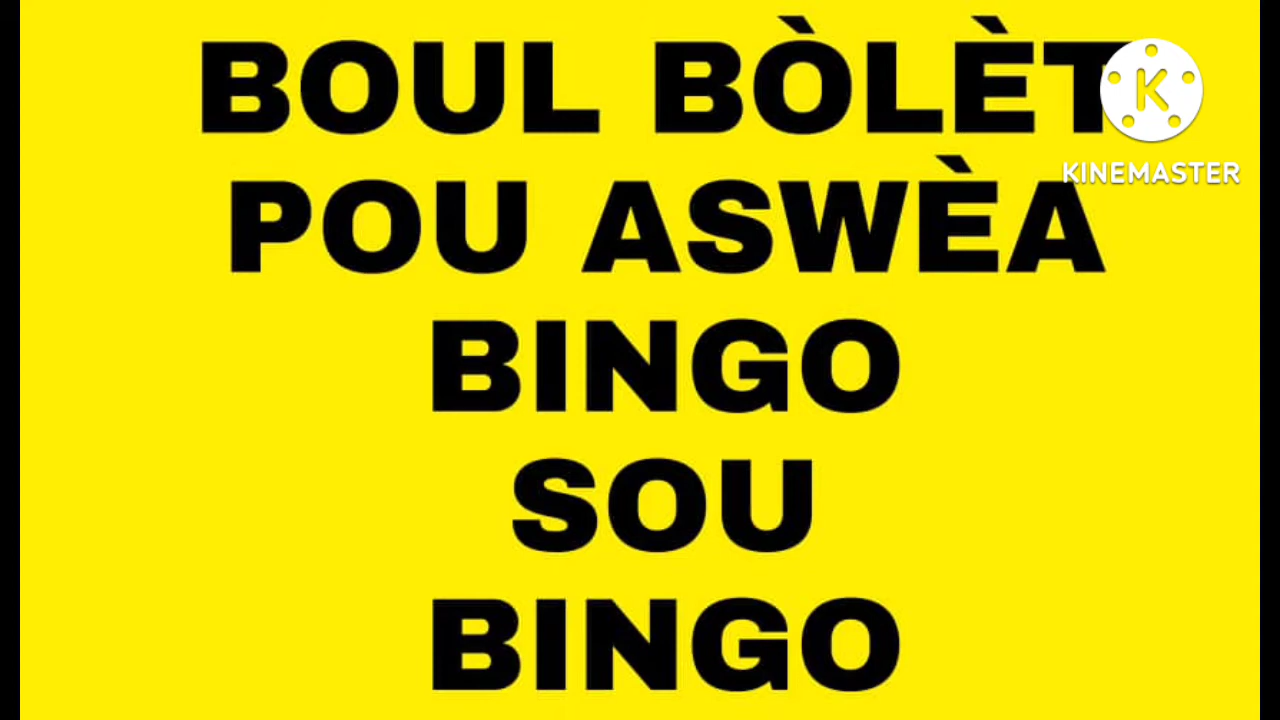 BOUL BÒLÈT
POU ASWÈA
BINGO
SOU
BINGO
K
KINEMASTER